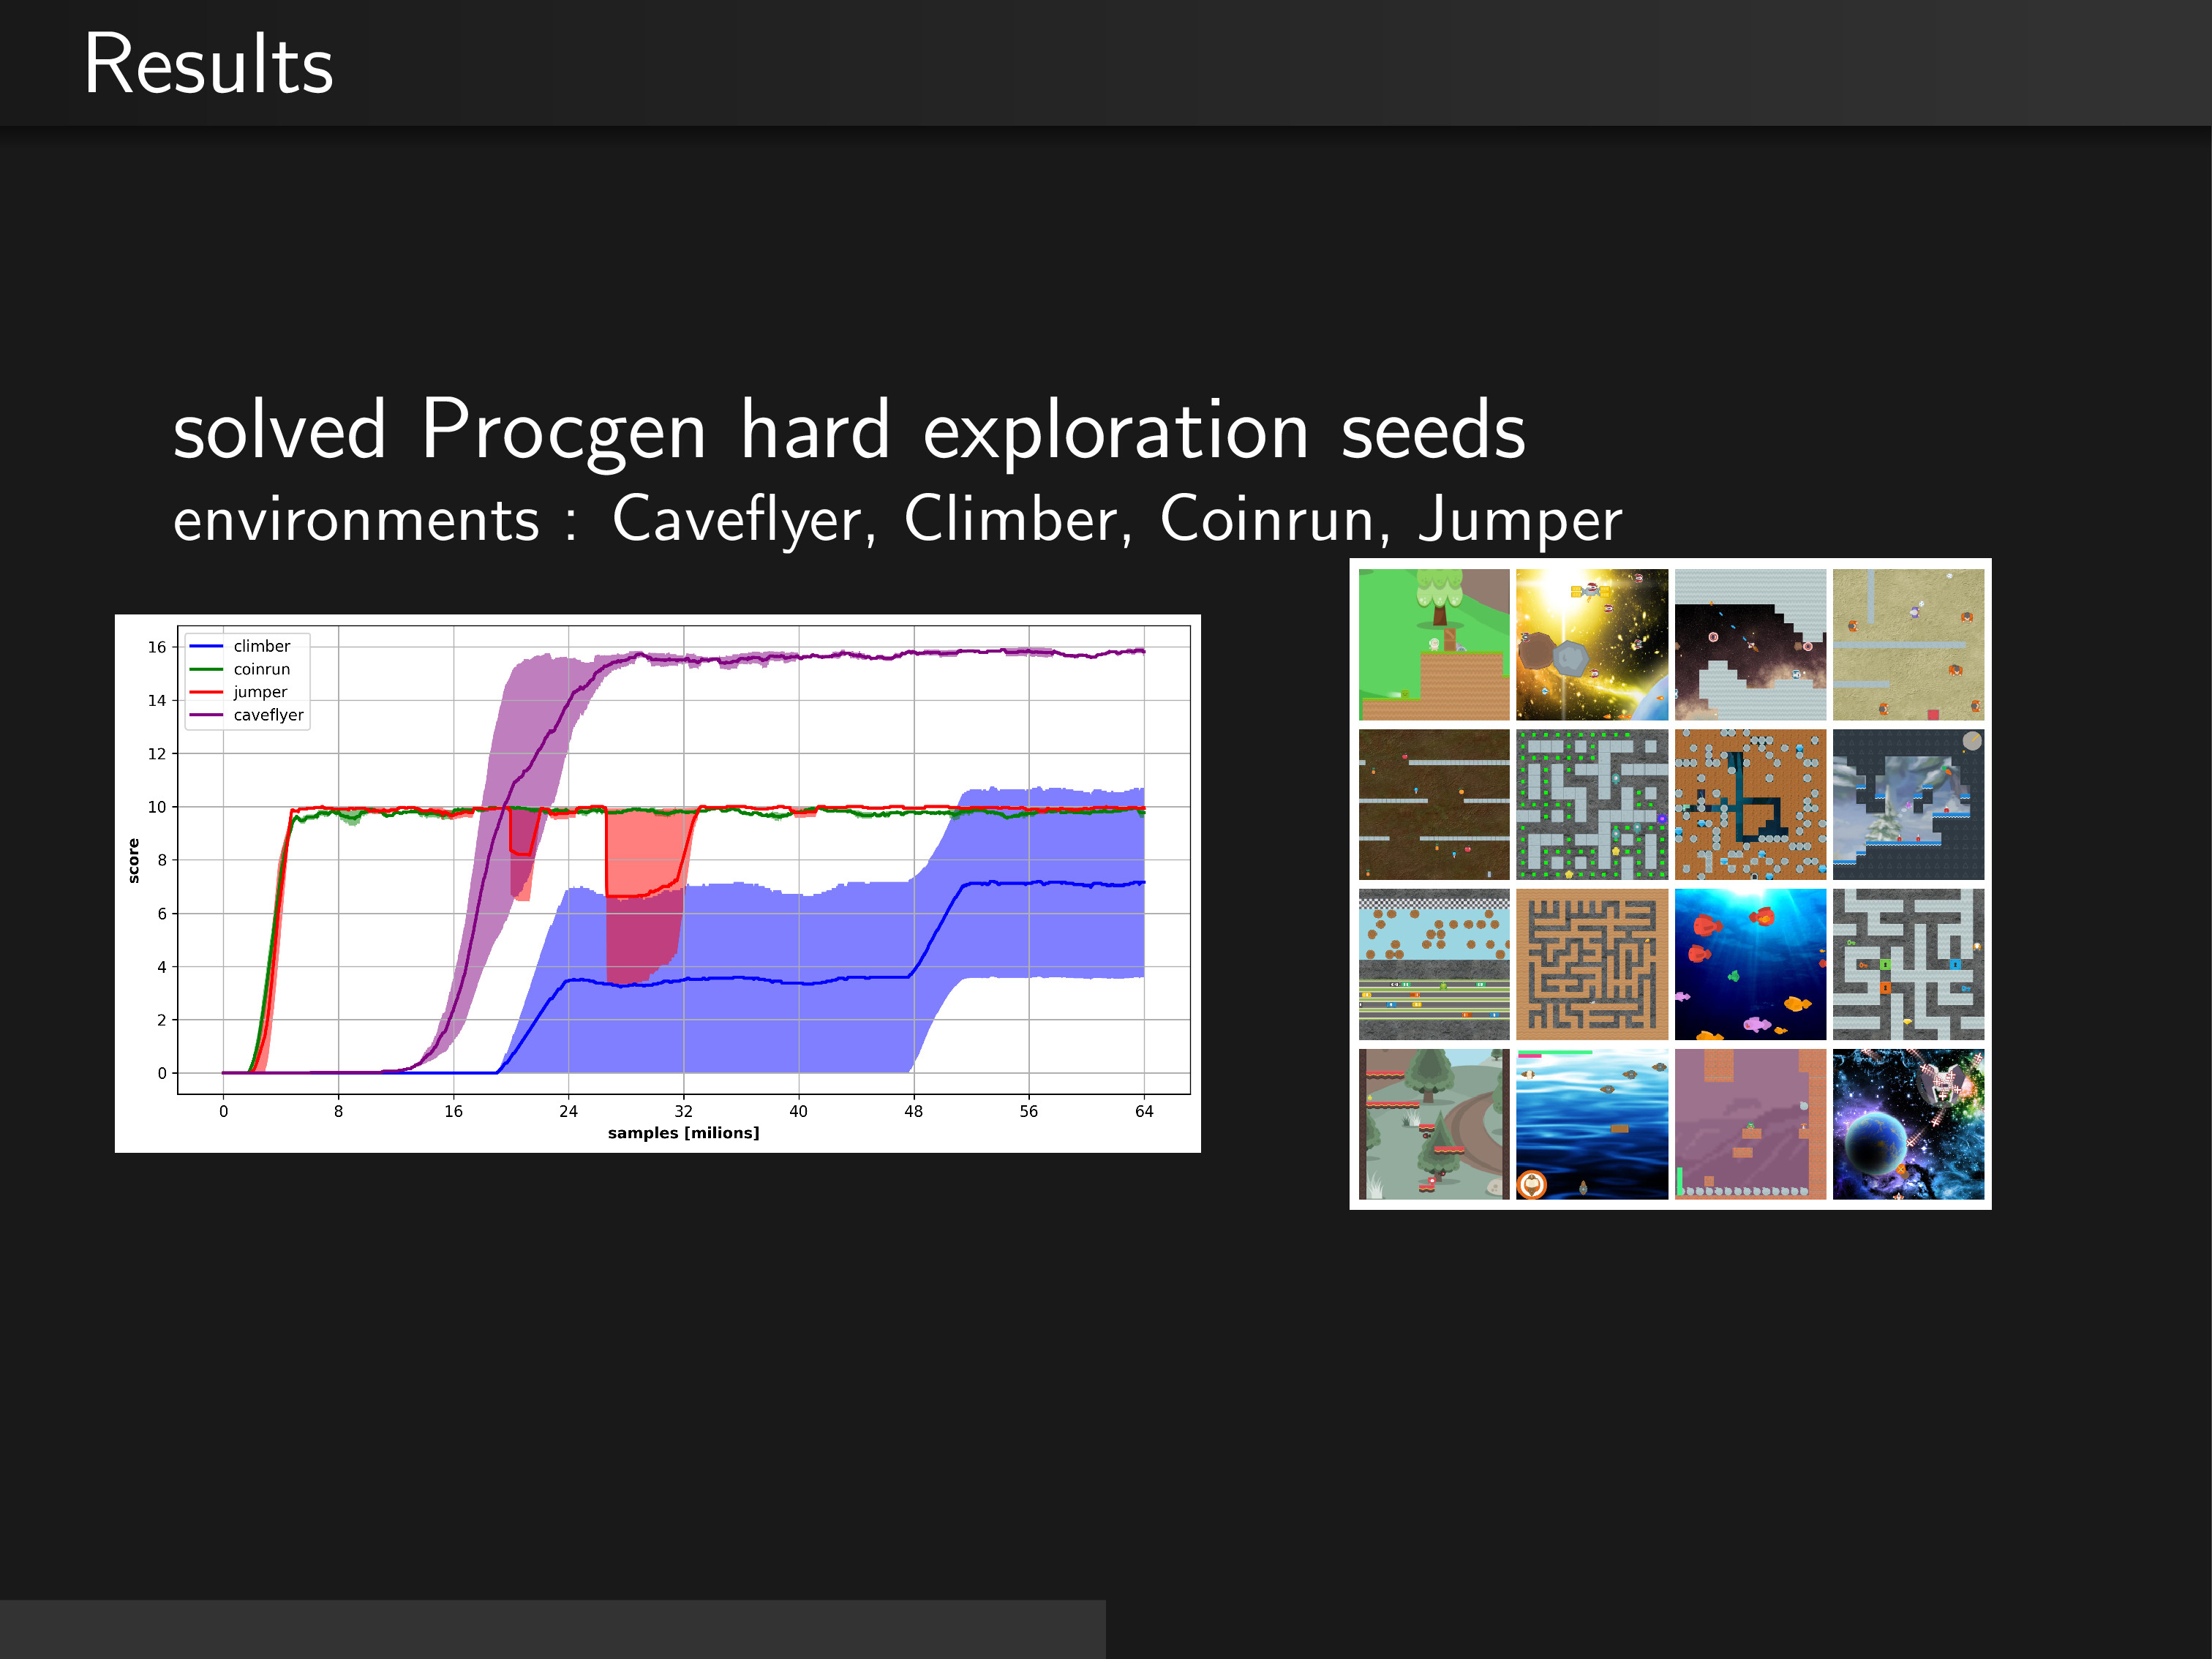 Results
solved Procgen hard exploration seeds
environments : Caveflyer, Climber, Coinrun, Jumper
climber
coinrun
jumper
caveflyer
16
14
12
10
8
6
4
2
0
score
0 8 16 24 32 40 48 56 64
samples [milions]